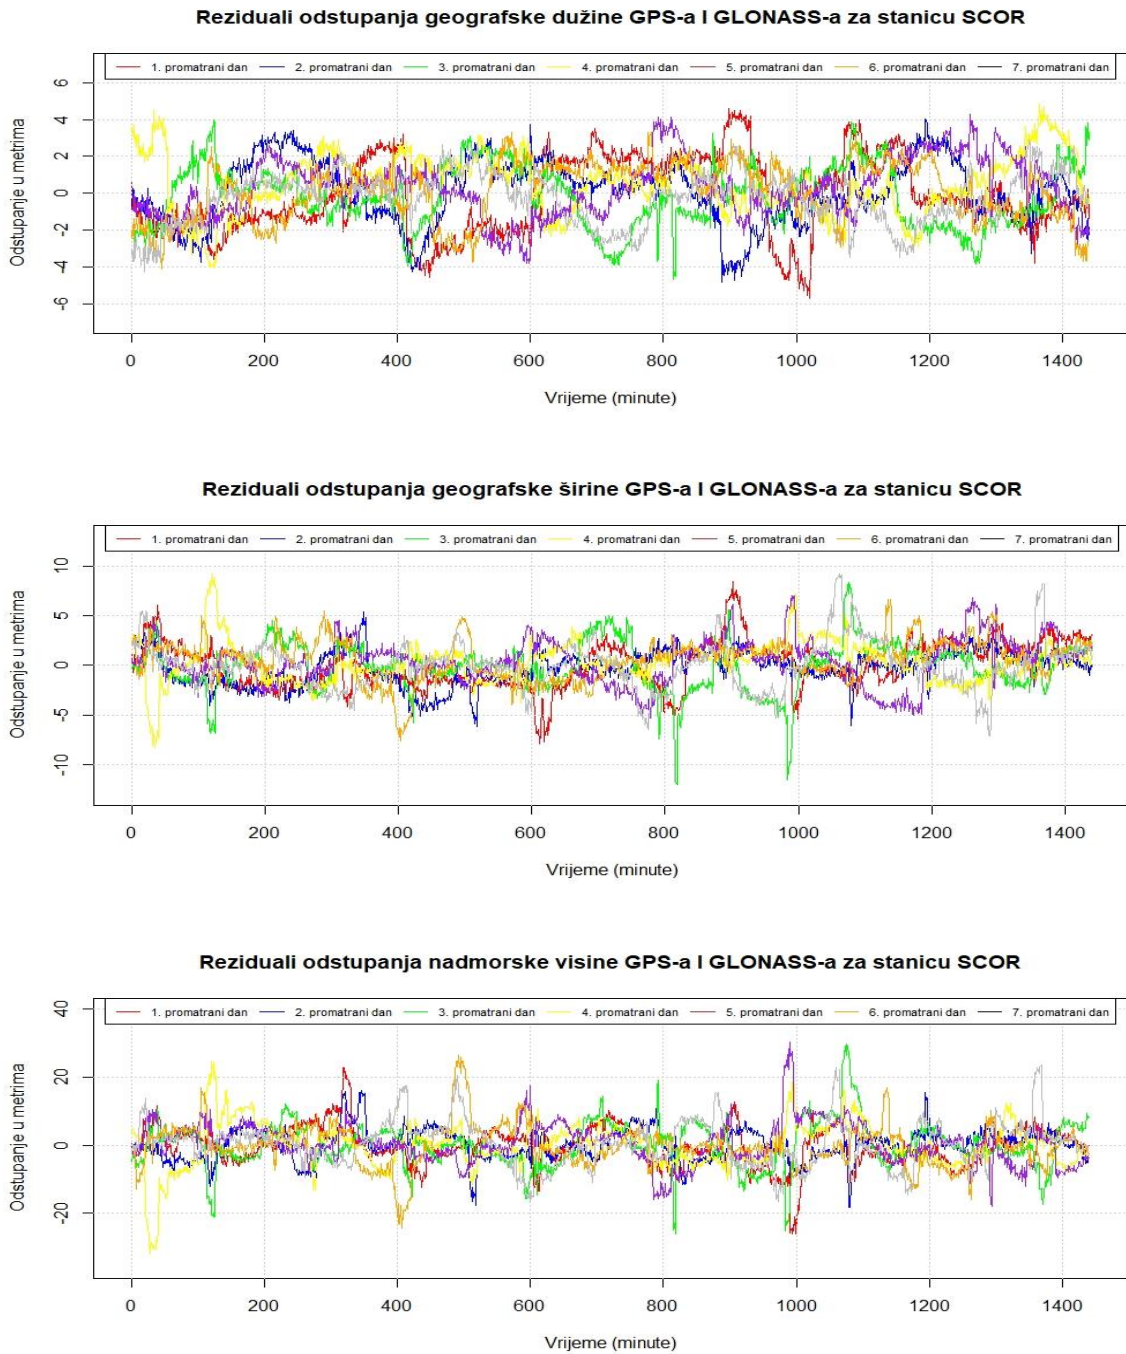 Reziduali odstupanja geografske dužine GPS-a I GLONASS-a za stanicu SCOR
1. promatrani dan 2. promatrani dan 3. promatrani dan 4. promatrani dan 5. promatrani dan 6. promatrani dan 7. promatrani dan
Odstupanje u metrima
6
4
2
0
-2
-4
-6
0 200 400 600 800 1000 1200 1400
Vrijeme (minute)
Reziduali odstupanja geografske širine GPS-a I GLONASS-a za stanicu SCOR
1. promatrani dan 2. promatrani dan 3. promatrani dan 4. promatrani dan 5. promatrani dan 6. promatrani dan 7. promatrani dan
Odstupanje u metrima
10
5
0
-5
-10
0 200 400 600 800 1000 1200 1400
Vrijeme (minute)
Reziduali odstupanja nadmorske visine GPS-a I GLONASS-a za stanicu SCOR
1. promatrani dan 2. promatrani dan 3. promatrani dan 4. promatrani dan 5. promatrani dan 6. promatrani dan 7. promatrani dan
Odstupanje u metrima
40
20
0
-20
0 200 400 600 800 1000 1200 1400
Vrijeme (minute)